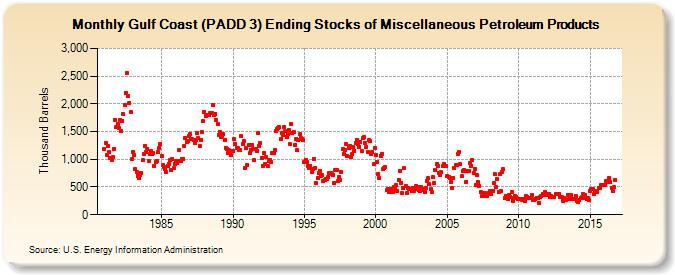 Monthly Gulf Coast (PADD 3) Ending Stocks of Miscellaneous Petroleum Products
Thousand Barrels
3,000
2,500
2,000
1,500
1,000
500
0
1985 1990 1995 2000 2005 2010 2015
Source: U.S. Energy Information Administration